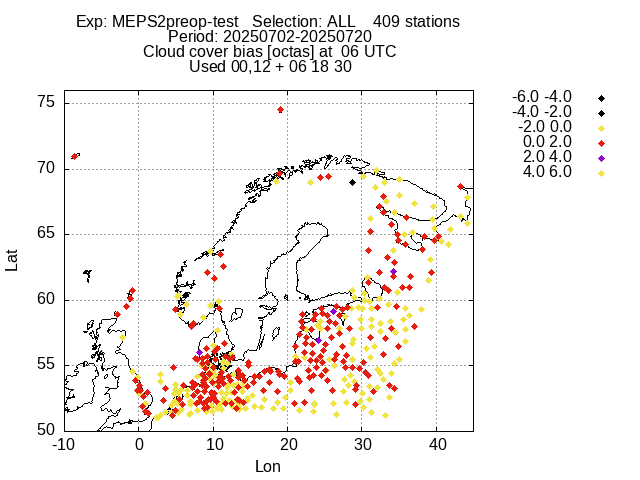 Exp: MEPS2preop-test   Selection: ALL    409 stations
Period: 20250702-20250720
Cloud cover bias [octas] at  06 UTC
Used 00,12 + 06 18 30
-6.0 -4.0
-4.0 -2.0
-2.0 0.0
0.0 2.0
2.0 4.0
4.0 6.0
75
70
65
60
55
50
Lat
-10 0 10 20 30 40
Lon